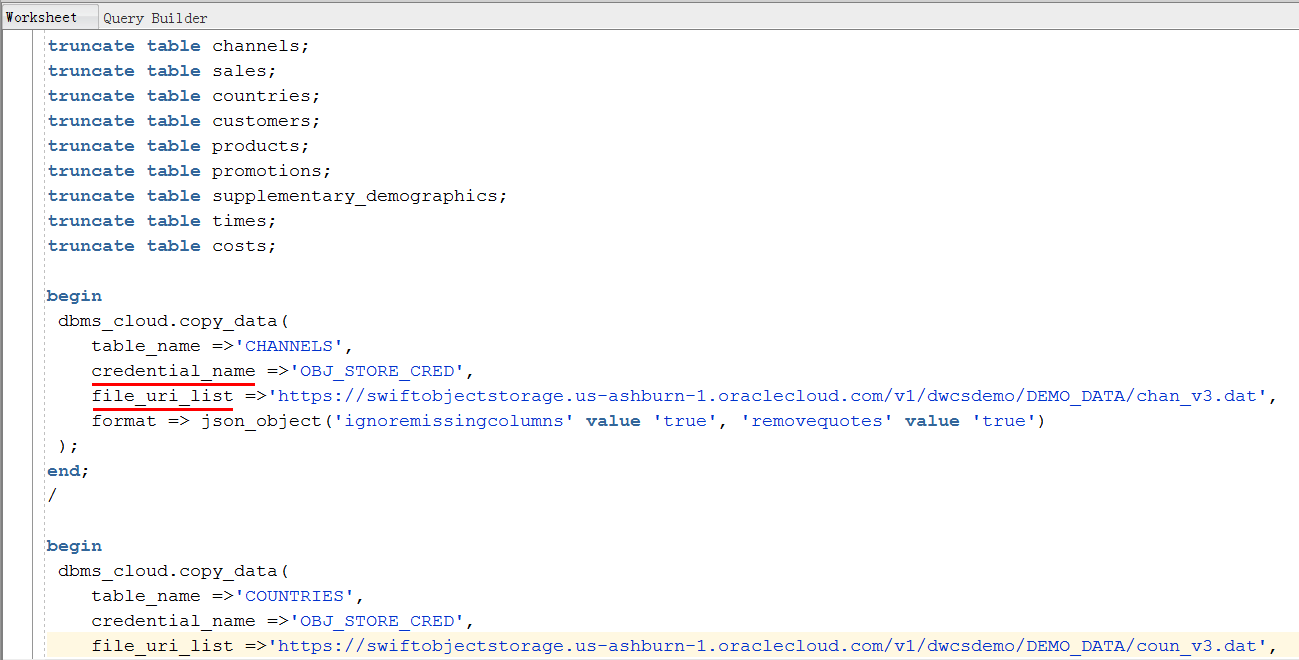 Worksheet Query Builder
truncate table channels;
truncate table sales;
truncate table countries;
truncate table customers;
truncate table products;
truncate table promotions;
truncate table supplementary_demographics;
truncate table times;
truncate table costs;
begin
dbms_cloud.copy_data(
table_name =>'CHANNELS',
credential_name =>'OBJ_STORE_CRED',
file_uri_list =>'https://swiftobjectstorage.us-ashburn-1.oraclecloud.com/v1/dwcsdemo/DEMO_DATA/chan_v3.dat',
format => json_object('ignoremissingcolumns' value 'true', 'removequotes' value 'true')
);
end;
/
begin
dbms_cloud.copy_data(
table_name =>'COUNTRIES',
credential_name =>'OBJ_STORE_CRED',
file_uri_list =>'https://swiftobjectstorage.us-ashburn-1.oraclecloud.com/v1/dwcsdemo/DEMO_DATA/coun_v3.dat',